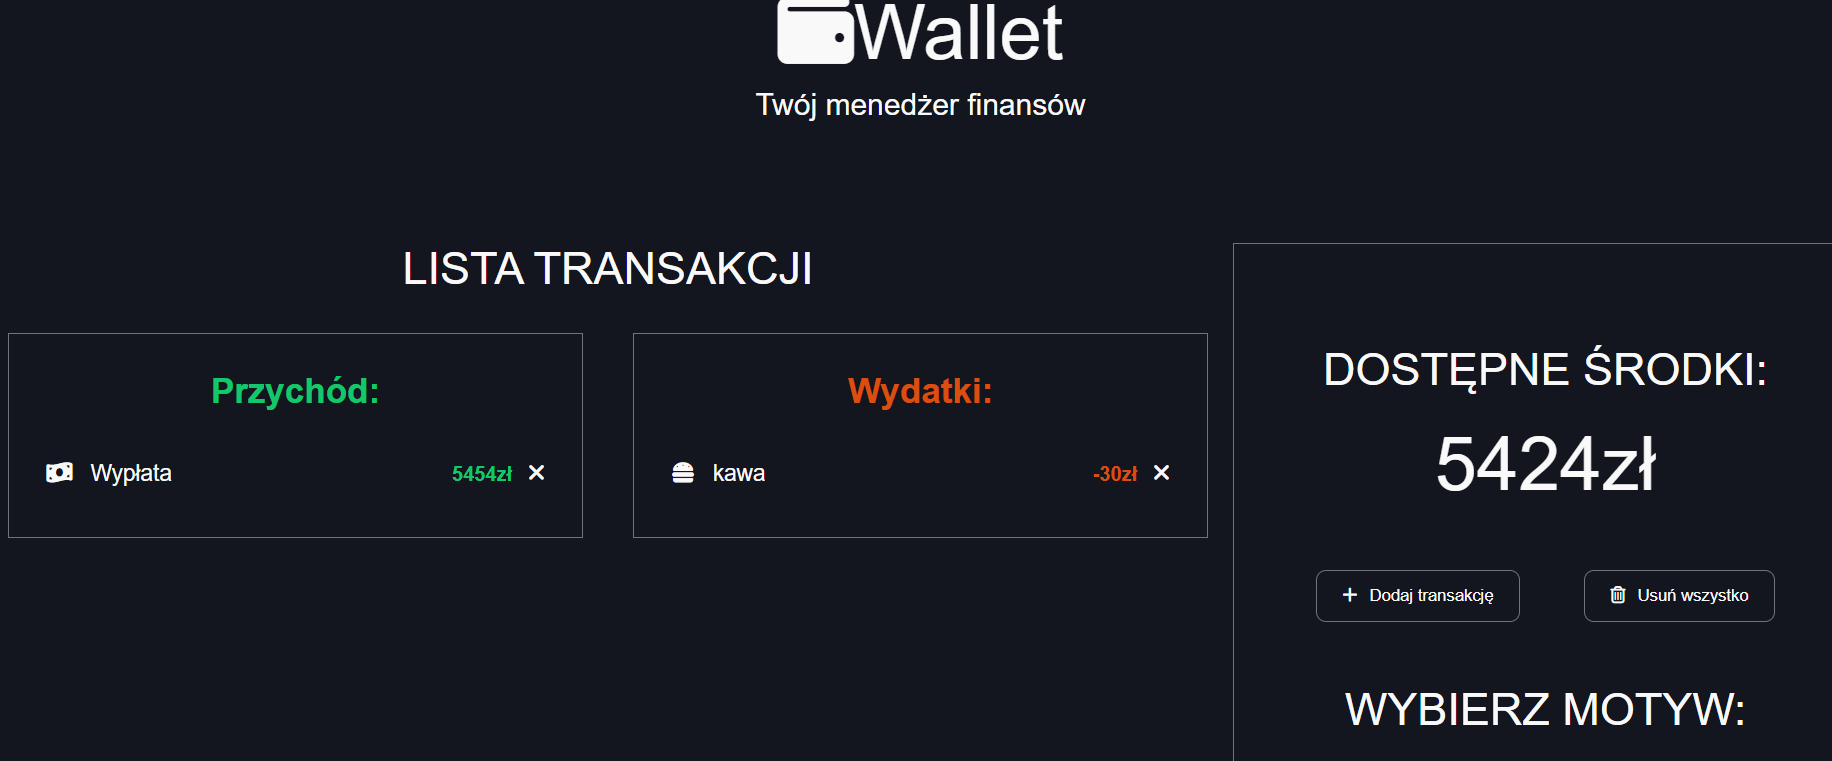 Wallet
Twój menedżer finansów
LISTA TRANSAKCJI
Przychód:
Wypłata 5454zł
Wydatki:
kawa -30zł
DOSTĘPNE ŚRODKI:
5424zł
Dodaj transakcję
Usuń wszystko
WYBIERZ MOTYW: